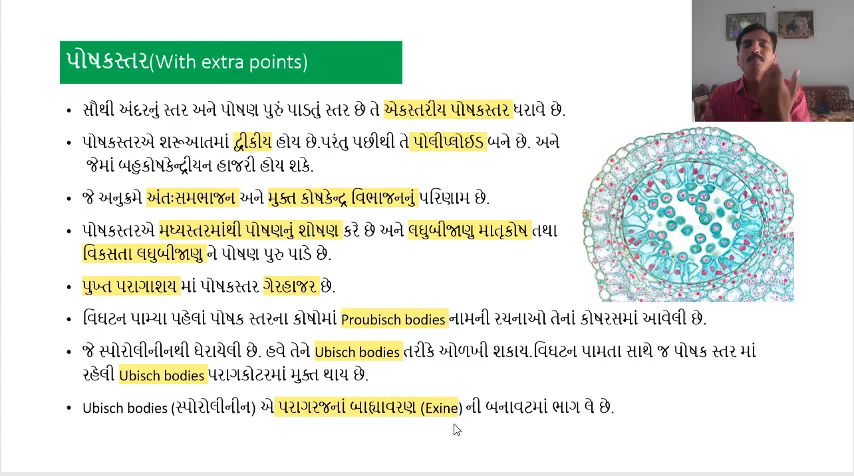 પોષકસ્તર(With extra points)
• સૌથી અંદરનું સ્તર અને પોષણ પુરું પાડતું સ્તર છે તે એકસ્તરીય પોષકસ્તર ધરાવે છે.
• પોષકસ્તરએ શરૂઆતમાં દ્વીકીય હોય છે.પરંતુ પછીથી તે પોલીપ્લોઈડ બને છે. અને
જેમાં બહુકોષકેન્દ્રીયન હાજરી હોય શકે.
• જે અનુક્રમે અંતઃસમભાજન અને મુક્ત કોષકેન્દ્ર વિભાજનનું પરિણામ છે.
• પોષકસ્તરએ મધ્યસ્તરમાંથી પોષણનું શોષણ કરે છે અને લઘુબીજાણુ માતૃકોષ તથા
વિકસતા લઘુબીજાણુ ને પોષણ પુરુ પાડે છે.
• પુખ્ત પરાગાશય માં પોષકસ્તર ગેરહાજર છે.
• વિઘટન પામ્યા પહેલાં પોષક સ્તરના કોષોમાં Proubisch bodies નામની રચનાઓ તેનાં કોષરસમાં આવેલી છે.
• જે સ્પોરોલીનીનથી ઘેરાયેલી છે. હવે તેને Ubisch bodies તરીકે ઓળખી શકાય.વિઘટન પામતા સાથે જ પોષક સ્તર માં
રહેલી Ubisch bodies પરાગકોટરમાં મુક્ત થાય છે.
• Ubisch bodies (સ્પોરોલીનીન) એ પરાગરજનાં બાહ્યાવરણ (Exine) ની બનાવટમાં ભાગ લે છે.